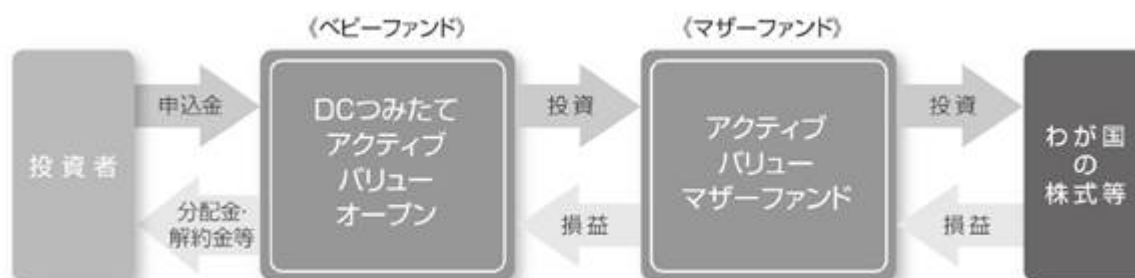 《ベビーファンド》
《マザーファンド》
投資者
申込金
分配金・
解約金等
DCつみたて
アクティブ
バリュー
オープン
投資
損益
アクティブ
バリュー
マザーファンド
投資
損益
わが国
の
株式等